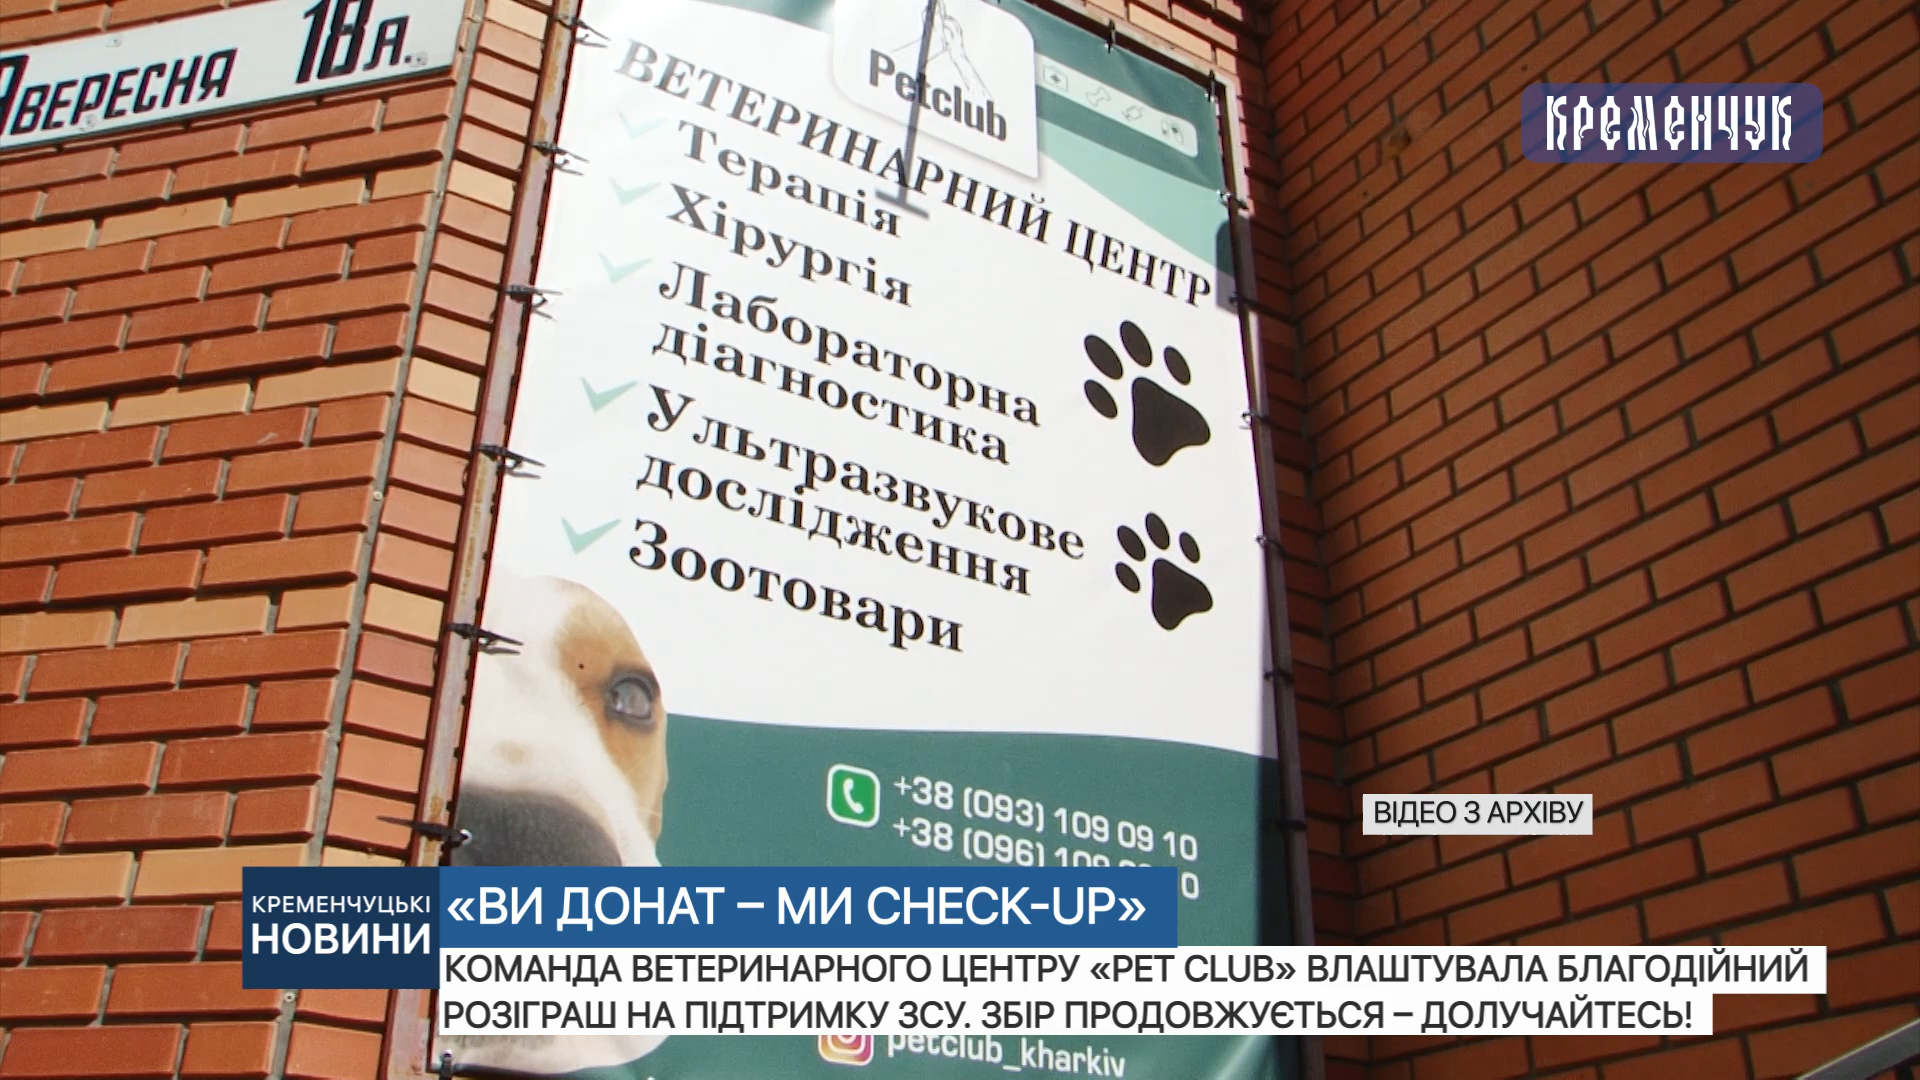 ВЕРЕСНЯ 18А.
Petclub
КРЕМЕНЧУК
ВЕТЕРИНАРНИЙ ЦЕНТР
Терапія
Хірургія
Лабораторна
діагностика
Ультразвукове
дослідження
Зоотовари
+38 (093) 109 09 10
+38 (096) 109
ВІДЕО З АРХІВУ
КРЕМЕНЧУЦЬКІ
НОВИНИ
«ВИ ДОНАТ – МИ CHECK-UP»
КОМАНДА ВЕТЕРИНАРНОГО ЦЕНТРУ «PET CLUB» ВЛАШТУВАЛА БЛАГОДІЙНИЙ
РОЗІГРАШ НА ПІДТРИМКУ ЗСУ. ЗБІР ПРОДОВЖУЄТЬСЯ – ДОЛУЧАЙТЕСЬ!
petclub_kharkiv